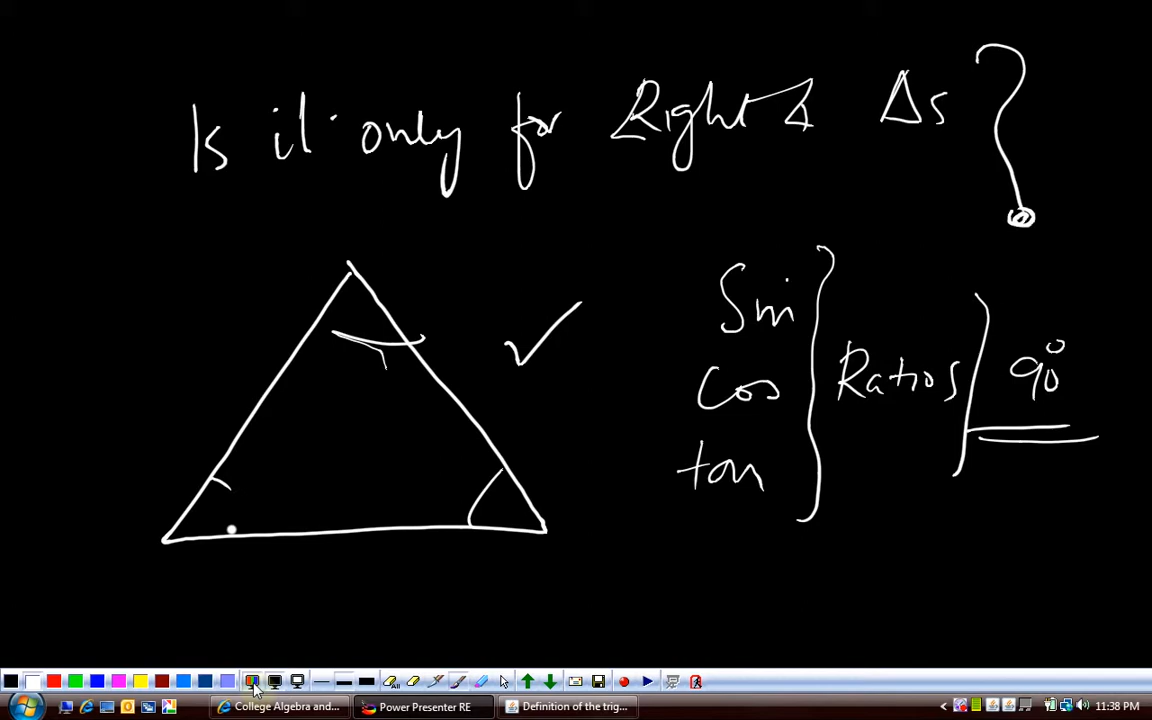 Is it only for Right ∠ Δs ?
Sin
Cos
tan
Ratios
90°
College Algebra and...
Power Presenter RE
Definition of the trig...
11:38 PM